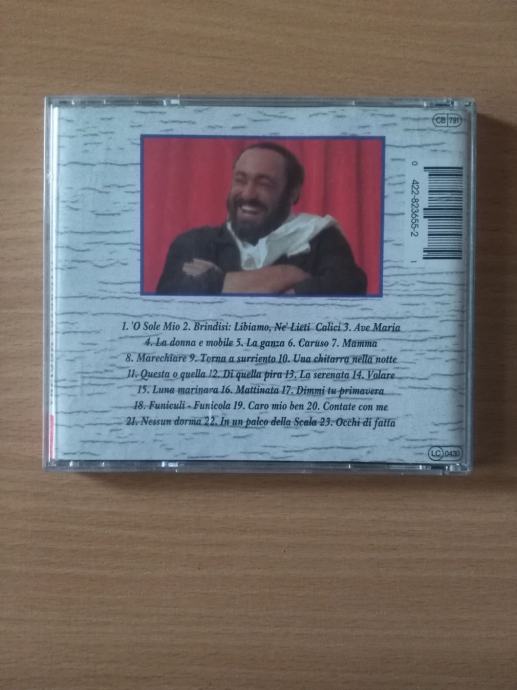 CB 791
0 422-823655-2 1
1. 'O Sole Mio 2. Brindisi: Libiamo, Ne' Lieti Calici 3. Ave Maria
4. La donna e mobile 5. La ganza 6. Caruso 7. Mamma
8. Marechiare 9. Torna a surriento 10. Una chitarra nella notte
11. Questa o quella 12. Di quella pira 13. La serenata 14. Volare
15. Luna marinara 16. Mattinata 17. Dimmi tu primavera
18. Funiculi - Funicola 19. Caro mio ben 20. Contate con me
21. Nessun dorma 22. In un palco della Scala 23. Occhi di fatta
LC 0430